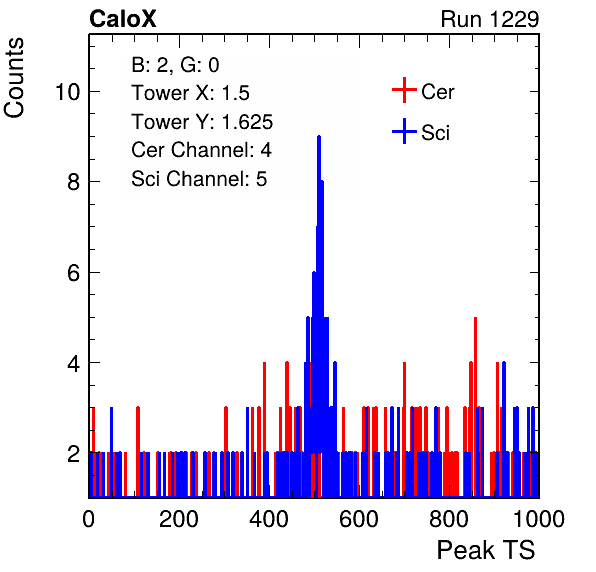 CaloX Run 1229
Counts
B: 2, G: 0
Tower X: 1.5
Tower Y: 1.625
Cer Channel: 4
Sci Channel: 5
Cer
Sci
10
8
6
4
2
0 200 400 600 800 1000
Peak TS